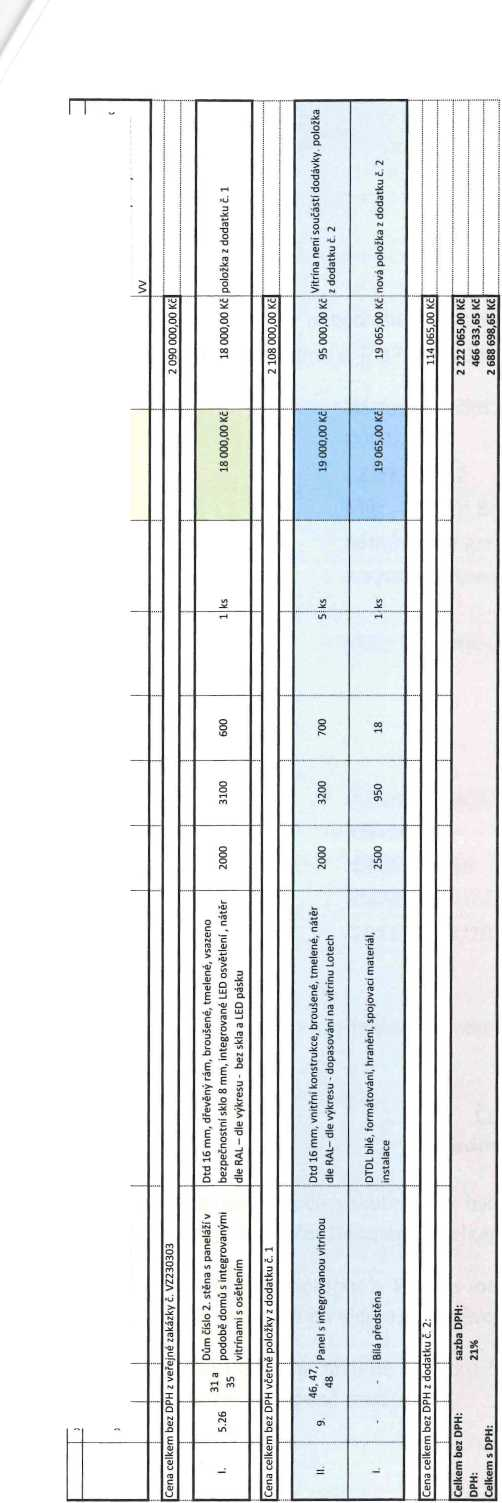 VV
Cena celkem bez DPH z veřejné zakázky č. VZ230303 2 090 000,00 Kč
I. 5.26 31 a 35 Dům číslo 2. stěna s paneláží v podobě domů s integrovanými vitrínami s osětlením Dtd 16 mm, dřevěný rám, broušené, tmelené, vsazeno bezpečnostní sklo 8 mm, integrované LED osvětlení , nátěr dle RAL – dle výkresu - bez skla a LED pásku 2000 3100 600 1 ks 18 000,00 Kč 18 000,00 Kč položka z dodatku č. 1
Cena celkem bez DPH včetně položky z dodatku č. 1 2 108 000,00 Kč
II. 9. 46, 47, 48 Panel s integrovanou vitrínou Dtd 16 mm, vnitřní konstrukce, broušené, tmelené, nátěr dle RAL– dle výkresu - dopasování na vitrínu Lotech 2000 3200 700 5 ks 19 000,00 Kč 95 000,00 Kč Vitrína není součástí dodávky. položka z dodatku č. 2
I. - - Bílá předstěna DTDL bílé, formátování, hranění, spojovací materiál, instalace 2500 950 18 1 ks 19 065,00 Kč 19 065,00 Kč nová položka z dodatku č. 2
Cena celkem bez DPH z dodatku č. 2: 114 065,00 Kč
Celkem bez DPH: sazba DPH: 2 222 065,00 Kč
DPH: 21% 466 633,65 Kč
Celkem s DPH: 2 688 698,65 Kč